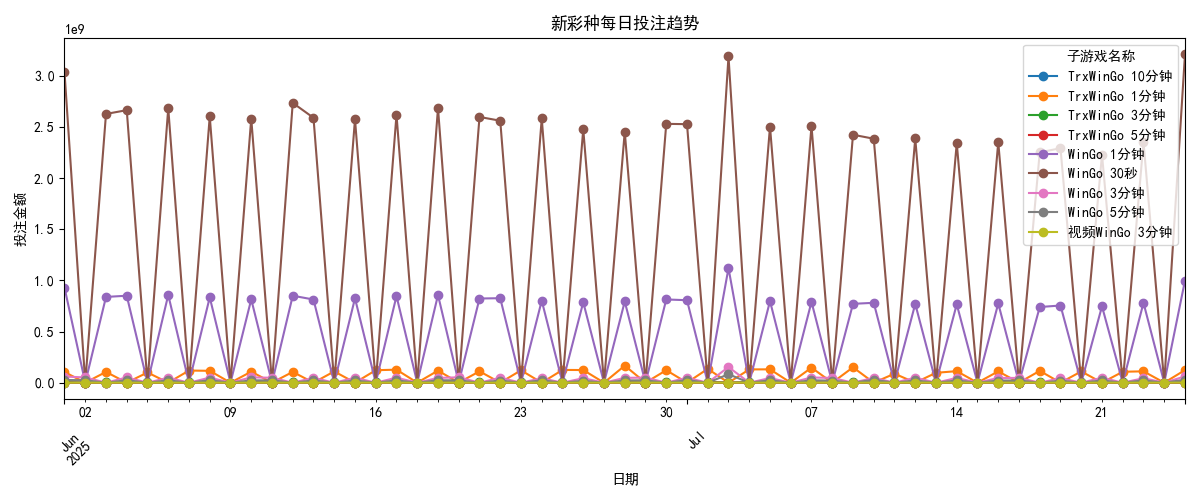 新彩种每日投注趋势
1e9
3.0
2.5
2.0
1.5
1.0
0.5
0.0
投注金额
子游戏名称
TrxWinGo 10分钟
TrxWinGo 1分钟
TrxWinGo 3分钟
TrxWinGo 5分钟
WinGo 1分钟
WinGo 30秒
WinGo 3分钟
WinGo 5分钟
视频WinGo 3分钟
02 09 16 23 30 07 14 21
Jun
2025
Jul
日期